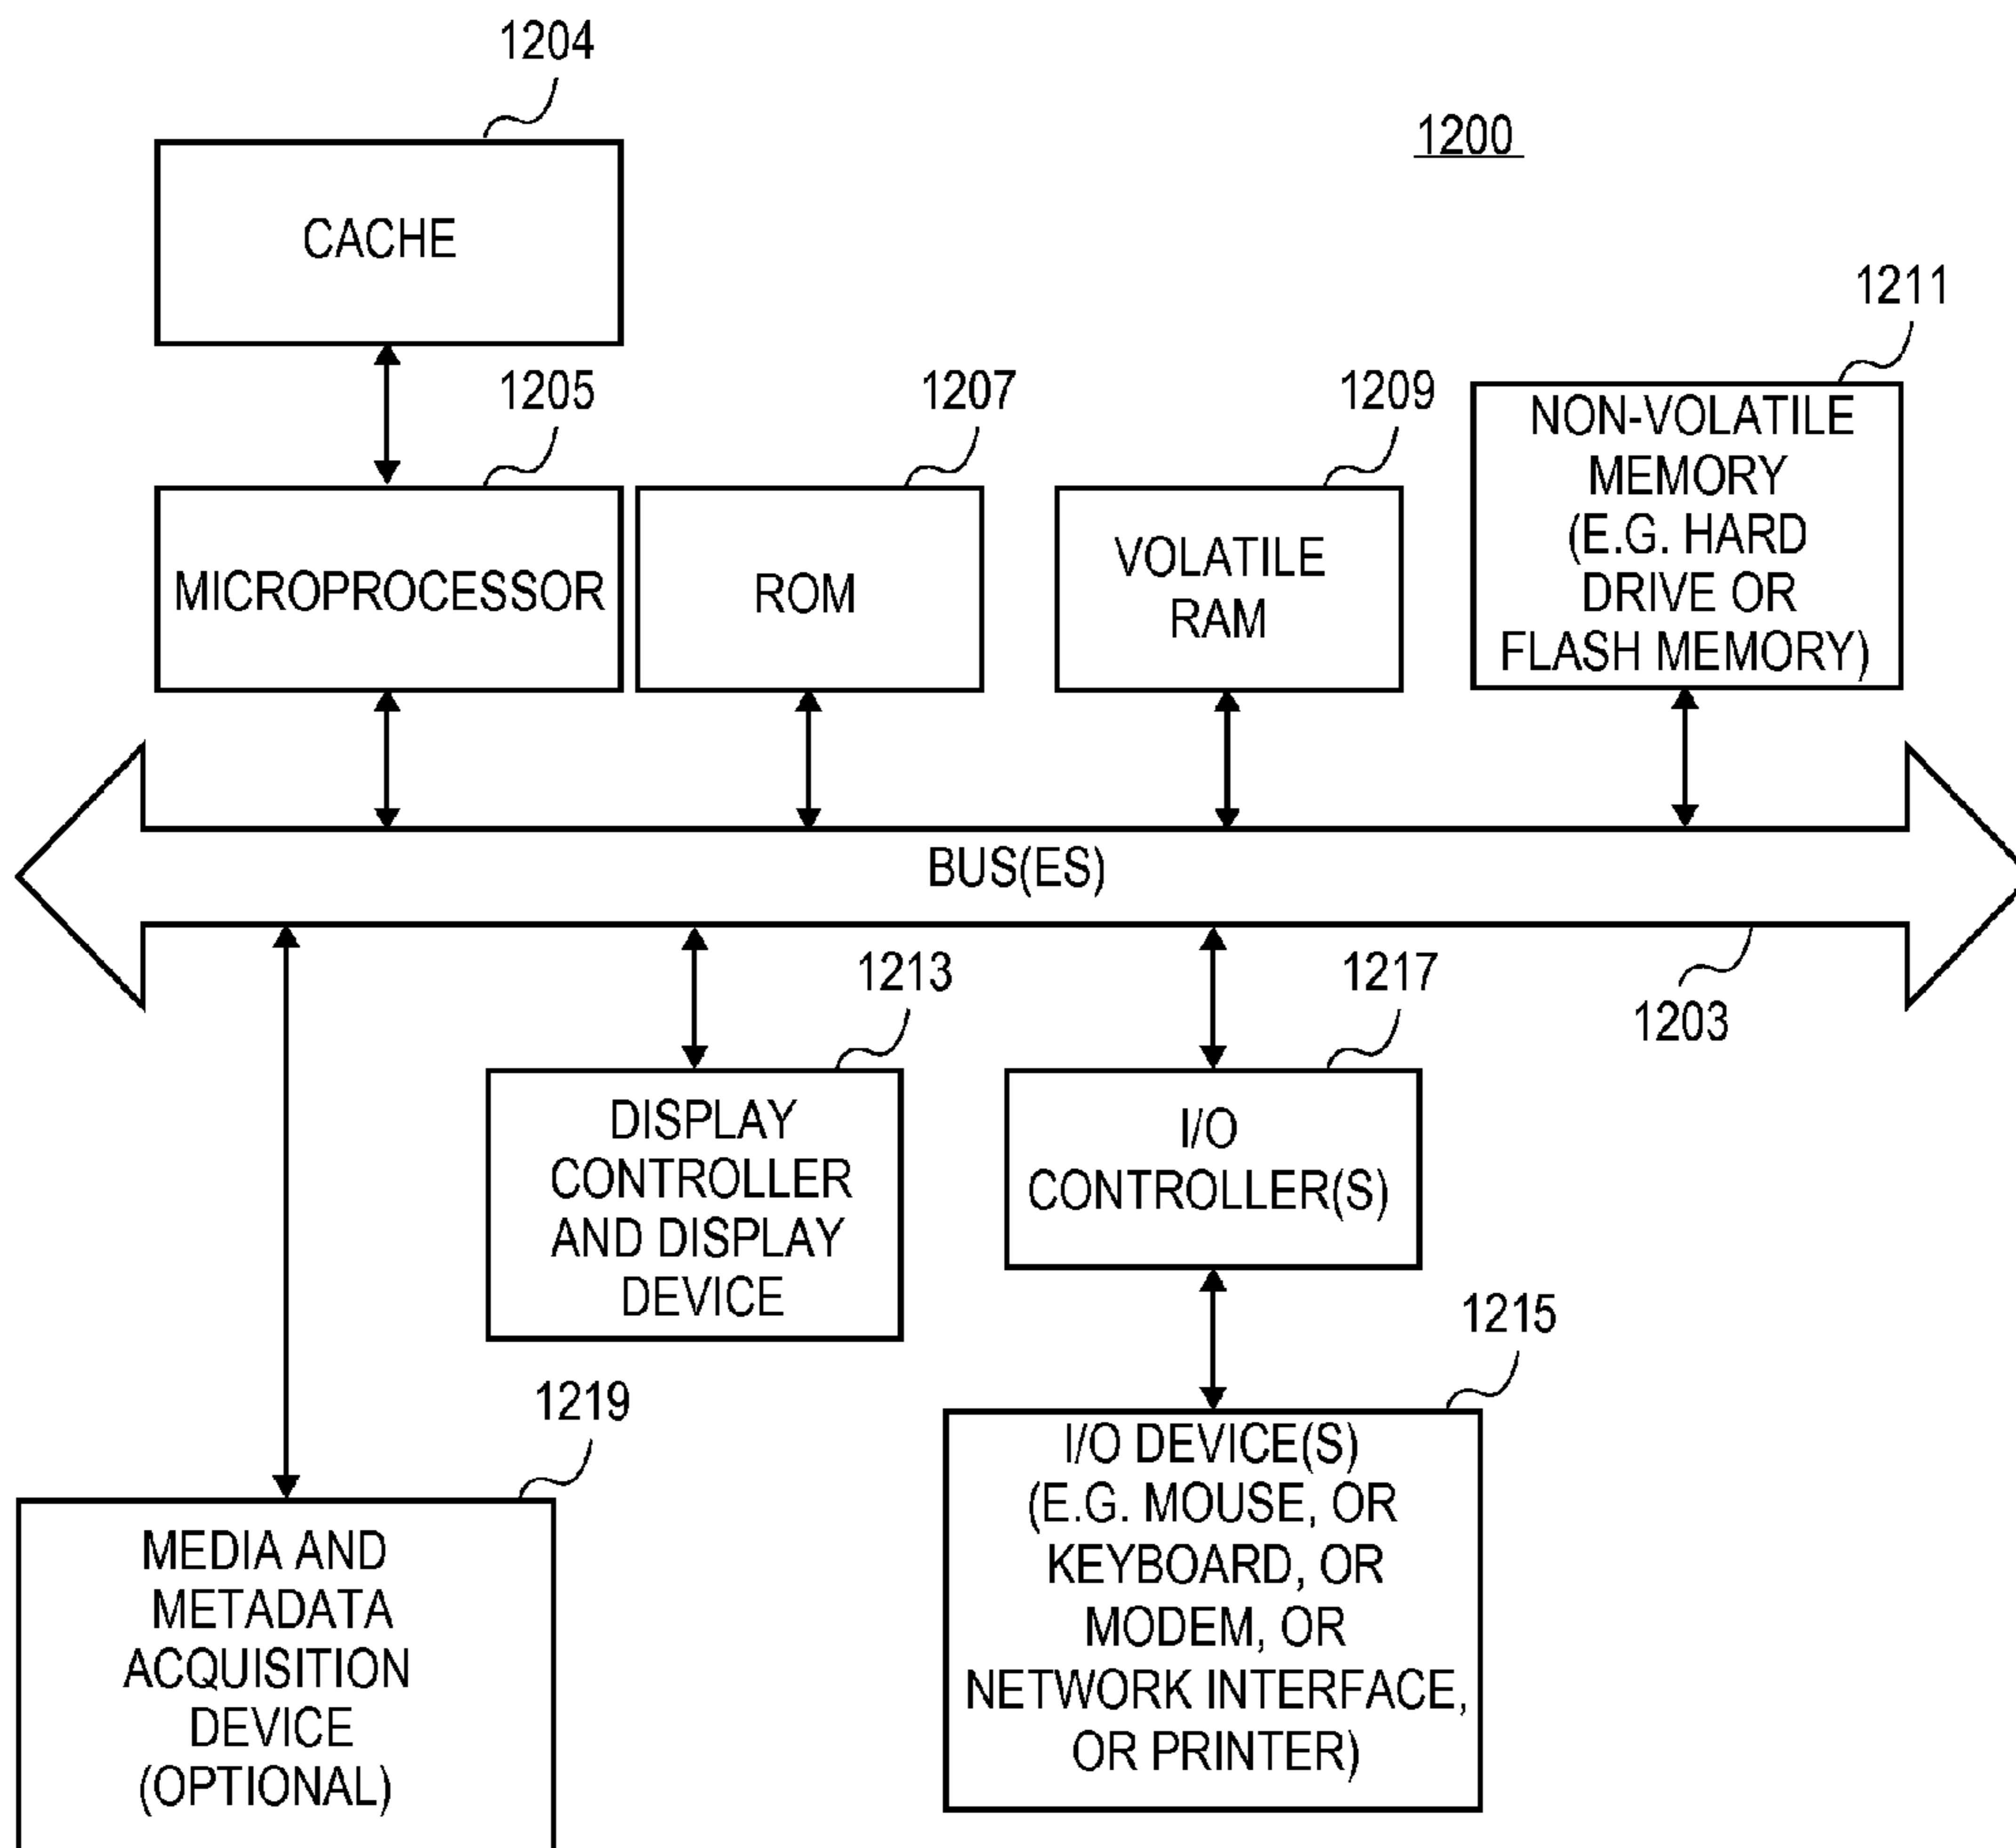 1204
1200
CACHE
1211
1205
1207
1209
NON-VOLATILE
MEMORY
(E.G. HARD
DRIVE OR
FLASH MEMORY)
MICROPROCESSOR
ROM
VOLATILE
RAM
BUS(ES)
1203
1213
1217
DISPLAY
CONTROLLER
AND DISPLAY
DEVICE
I/O
CONTROLLER(S)
1219
1215
MEDIA AND
METADATA
ACQUISITION
DEVICE
(OPTIONAL)
I/O DEVICE(S)
(E.G. MOUSE, OR
KEYBOARD, OR
MODEM, OR
NETWORK INTERFACE,
OR PRINTER)